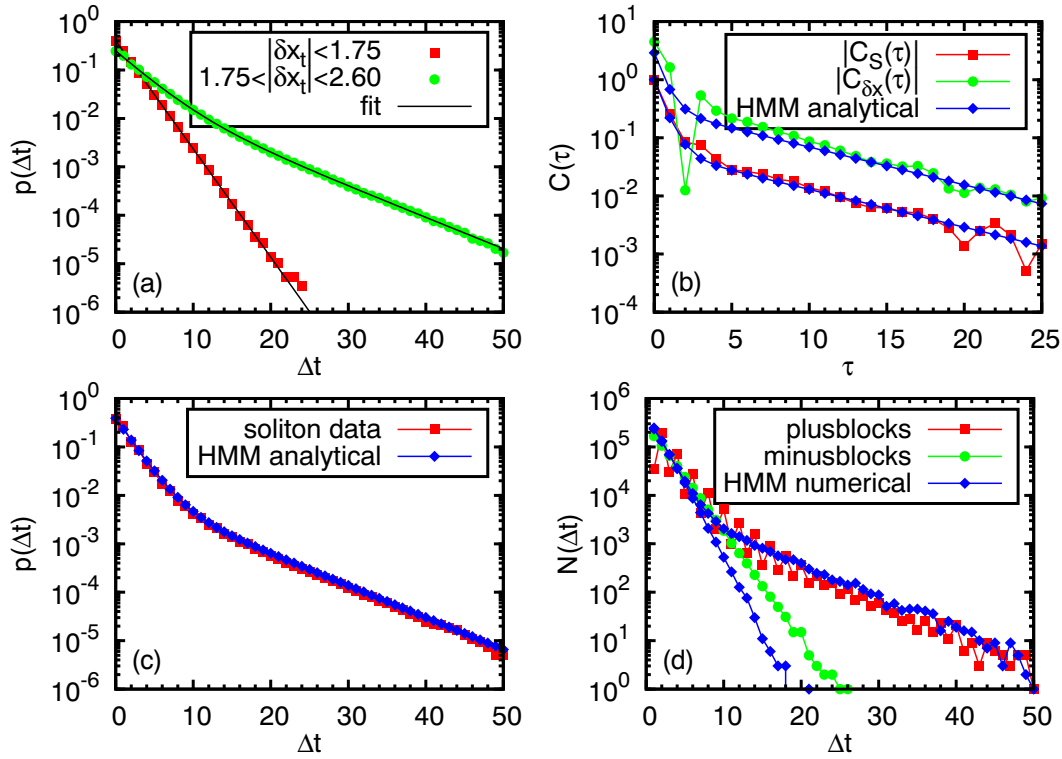 |δx_t|<1.75
1.75<|δx_t|<2.60
fit
p(Δt)
10^0
10^-1
10^-2
10^-3
10^-4
10^-5
10^-6
(a)
0 10 20 30 40 50
Δt
|C_S(τ)|
|C_δx(τ)|
HMM analytical
C(τ)
10^1
10^0
10^-1
10^-2
10^-3
10^-4
(b)
0 5 10 15 20 25
τ
soliton data
HMM analytical
p(Δt)
10^0
10^-1
10^-2
10^-3
10^-4
10^-5
10^-6
(c)
0 10 20 30 40 50
Δt
plusblocks
minusblocks
HMM numerical
N(Δt)
10^6
10^5
10^4
10^3
10^2
10^1
10^0
(d)
0 10 20 30 40 50
Δt